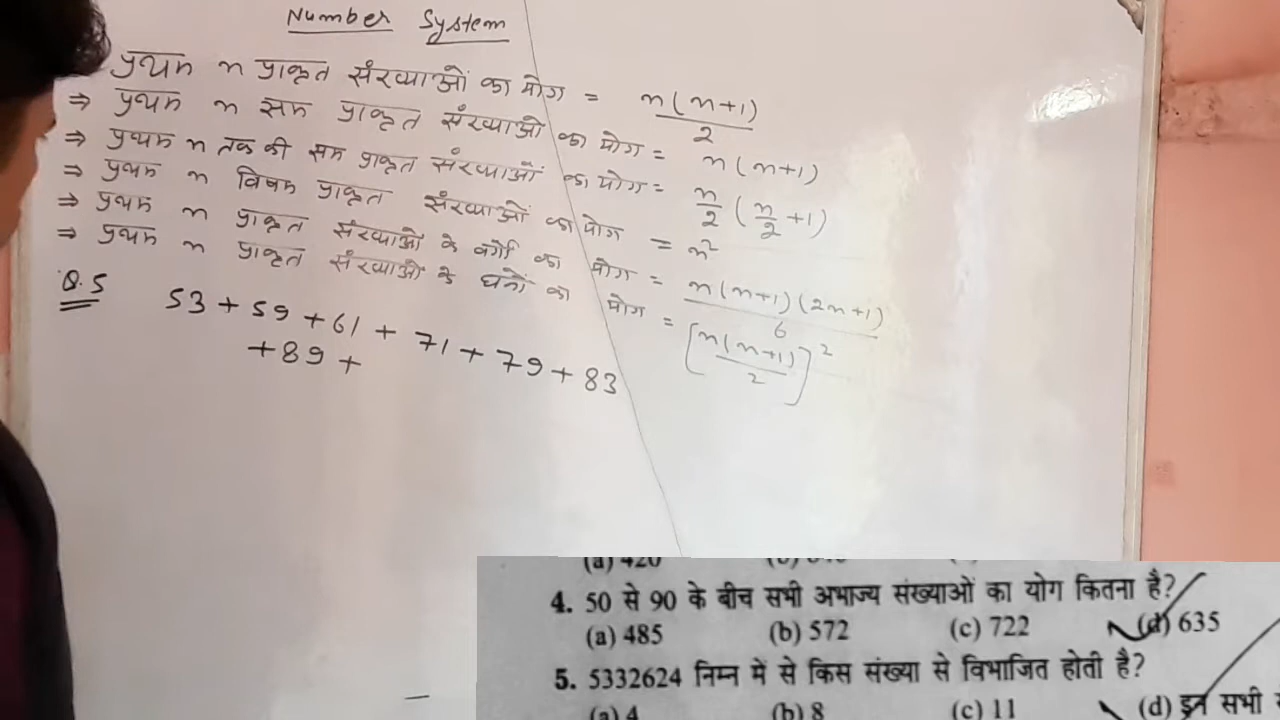 Number System
प्रथम n प्राकृत संख्याओं का योग = n(n+1)/2
⇒ प्रथम n सम प्राकृत संख्याओ का योग = n(n+1)
⇒ प्रथम n तक की सम प्राकृत संख्याओं का योग = n/2 (n/2 +1)
⇒ प्रथम n विषम प्राकृत संख्याओं का योग = n²
⇒ प्रथम n प्राकृत संख्याओ के वर्गो का योग = n(n+1)(2n+1)/6
⇒ प्रथम n प्राकृत संख्याओ के घनों का योग = [n(n+1)/2]²
Q.5 53 + 59 + 61 + 71 + 79 + 83
+ 89 +
(a) 420
4. 50 से 90 के बीच सभी अभाज्य संख्याओं का योग कितना है?
(a) 485 (b) 572 (c) 722 (d) 635
5. 5332624 निम्न में से किस संख्या से विभाजित होती है?
(a) 4 (b) 8 (c) 11 (d) इन सभी